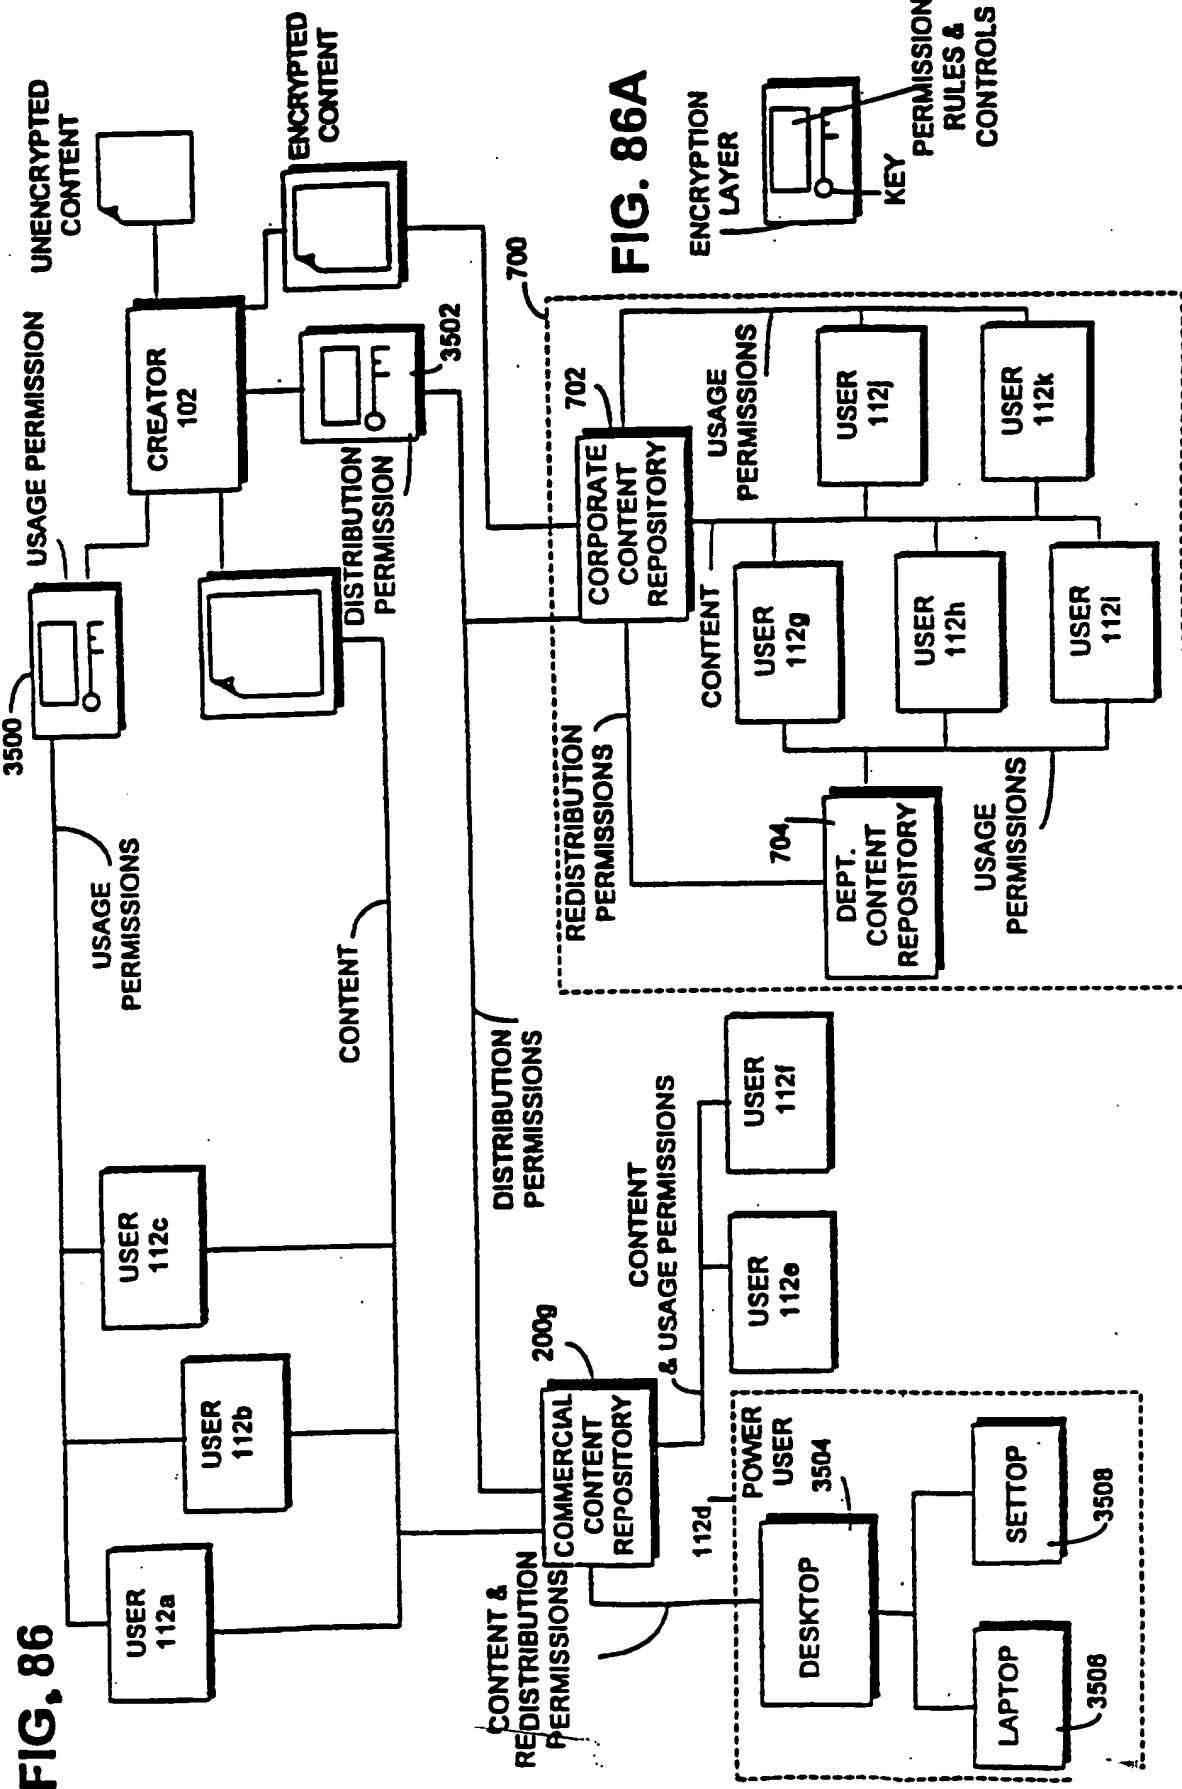 FIG. 86
3500
USAGE PERMISSION
UNENCRYPTED
CONTENT
CREATOR
102
ENCRYPTED
CONTENT
USAGE
PERMISSIONS
DISTRIBUTION
PERMISSION
3502
USER
112a
USER
112b
USER
112c
CONTENT
DISTRIBUTION
PERMISSIONS
CONTENT &
REDISTRIBUTION
PERMISSIONS
COMMERCIAL
CONTENT
REPOSITORY
200g
CONTENT
& USAGE PERMISSIONS
USER
112e
USER
112f
112d
POWER
USER
3504
DESKTOP
LAPTOP
3506
SETTOP
3508
700
REDISTRIBUTION
PERMISSIONS
CORPORATE
CONTENT
REPOSITORY
702
CONTENT
USAGE
PERMISSIONS
704
DEPT.
CONTENT
REPOSITORY
USER
112g
USER
112h
USER
112i
USER
112j
USER
112k
USAGE
PERMISSIONS
FIG. 86A
ENCRYPTION
LAYER
KEY
PERMISSION
RULES &
CONTROLS